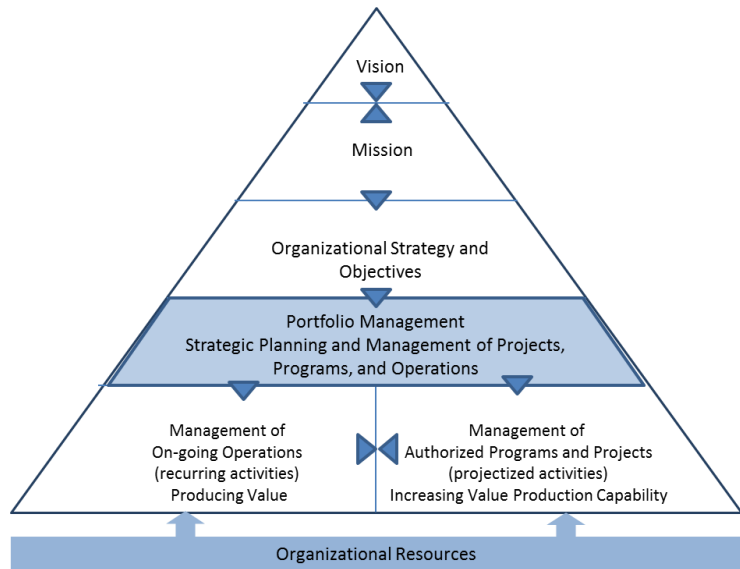 Vision
Mission
Organizational Strategy and
Objectives
Portfolio Management
Strategic Planning and Management of Projects,
Programs, and Operations
Management of
On-going Operations
(recurring activities)
Producing Value
Management of
Authorized Programs and Projects
(projectized activities)
Increasing Value Production Capability
Organizational Resources